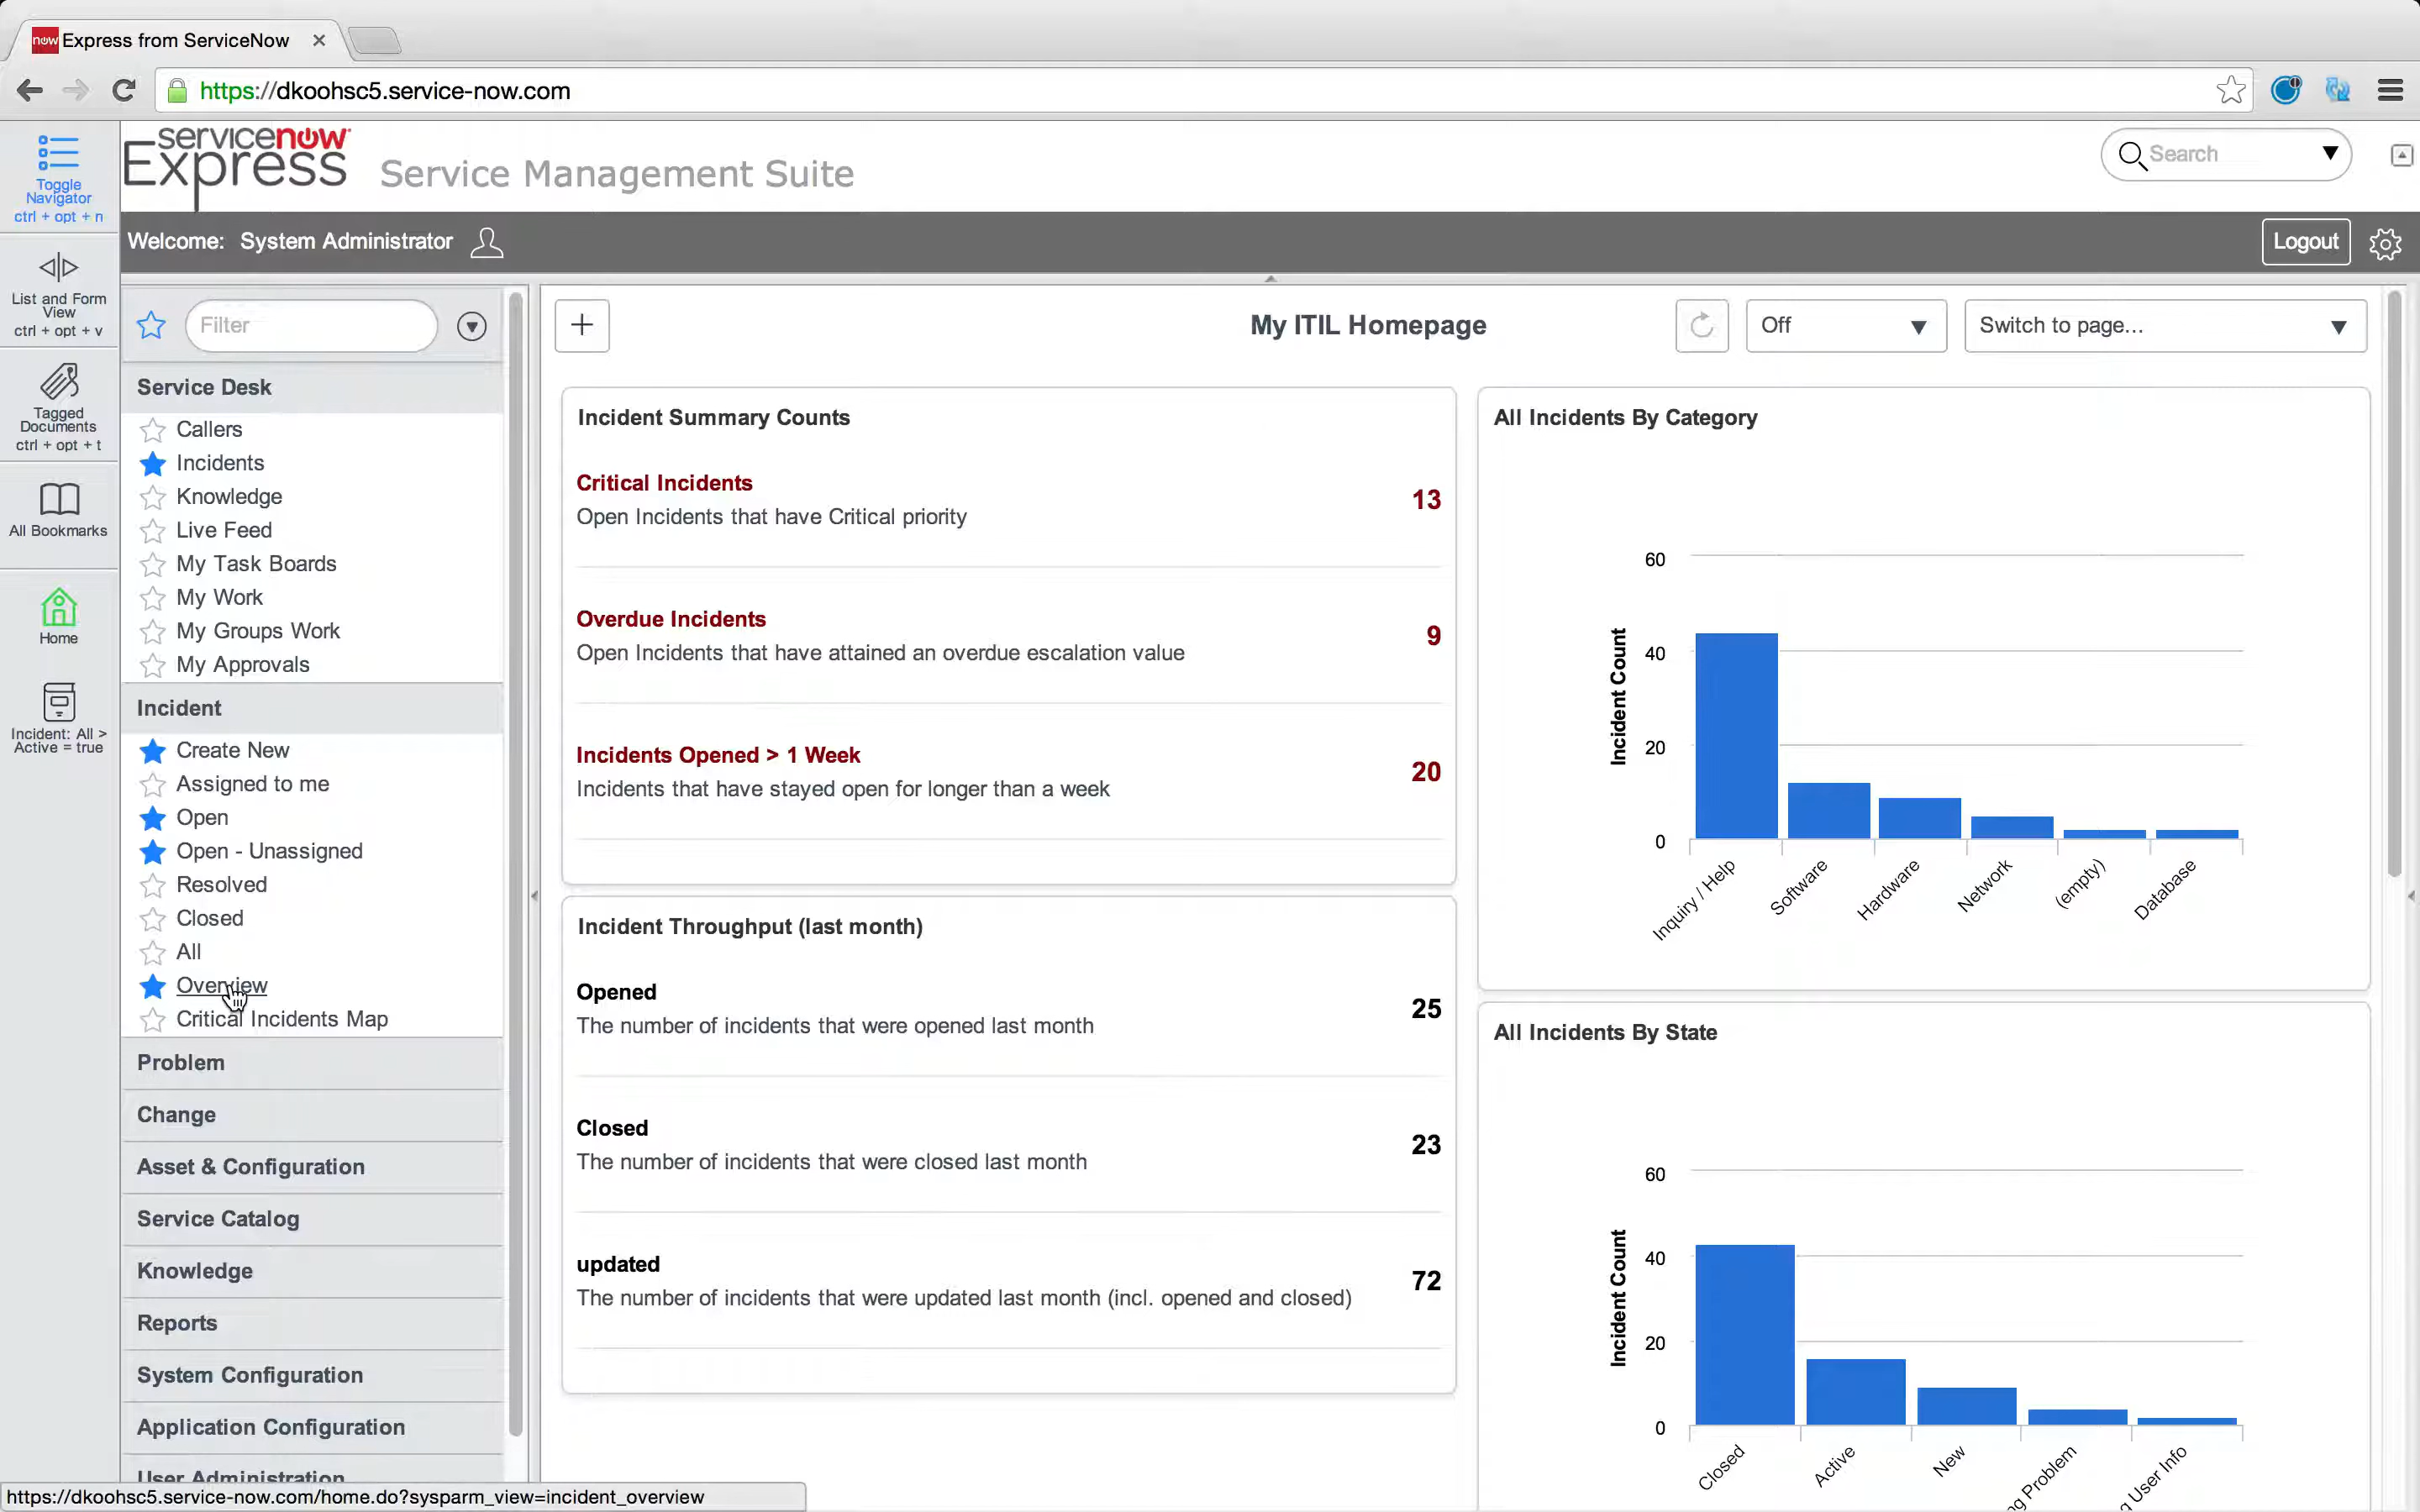 now Express from ServiceNow
https://dkoohsc5.service-now.com
Toggle
Navigator
ctrl + opt + n
List and Form
View
ctrl + opt + v
Tagged
Documents
ctrl + opt + t
All Bookmarks
Home
Incident: All >
Active = true
servicenow
Express
Service Management Suite
Search
Welcome: System Administrator
Logout
Filter
Service Desk
Callers
Incidents
Knowledge
Live Feed
My Task Boards
My Work
My Groups Work
My Approvals
Incident
Create New
Assigned to me
Open
Open - Unassigned
Resolved
Closed
All
Overview
Critical Incidents Map
Problem
Change
Asset & Configuration
Service Catalog
Knowledge
Reports
System Configuration
Application Configuration
User Administration
My ITIL Homepage
Off
Switch to page...
Incident Summary Counts
Critical Incidents
Open Incidents that have Critical priority
13
Overdue Incidents
Open Incidents that have attained an overdue escalation value
9
Incidents Opened > 1 Week
Incidents that have stayed open for longer than a week
20
Incident Throughput (last month)
Opened
The number of incidents that were opened last month
25
Closed
The number of incidents that were closed last month
23
updated
The number of incidents that were updated last month (incl. opened and closed)
72
All Incidents By Category
Incident Count
60
40
20
0
Inquiry / Help
Software
Hardware
Network
(empty)
Database
All Incidents By State
Incident Count
60
40
20
0
Closed
Active
New
g Problem
User Info
https://dkoohsc5.service-now.com/home.do?sysparm_view=incident_overview